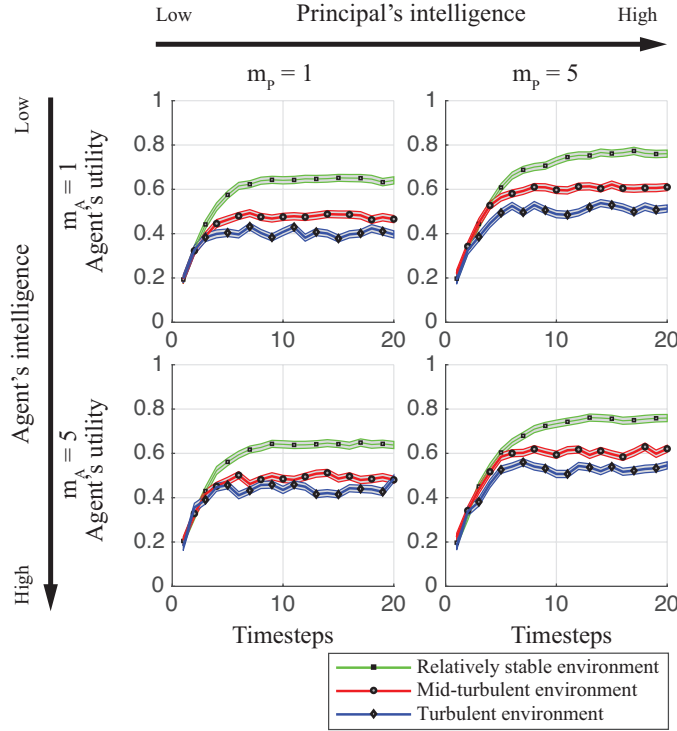 Low Principal's intelligence High
m_P = 1 m_P = 5
Low
Agent's intelligence
High
m_A = 1
Agent's utility
1
0.8
0.6
0.4
0.2
0
0 10 20
1
0.8
0.6
0.4
0.2
0
0 10 20
m_A = 5
Agent's utility
1
0.8
0.6
0.4
0.2
0
0 10 20
Timesteps
1
0.8
0.6
0.4
0.2
0
0 10 20
Timesteps
Relatively stable environment
Mid-turbulent environment
Turbulent environment